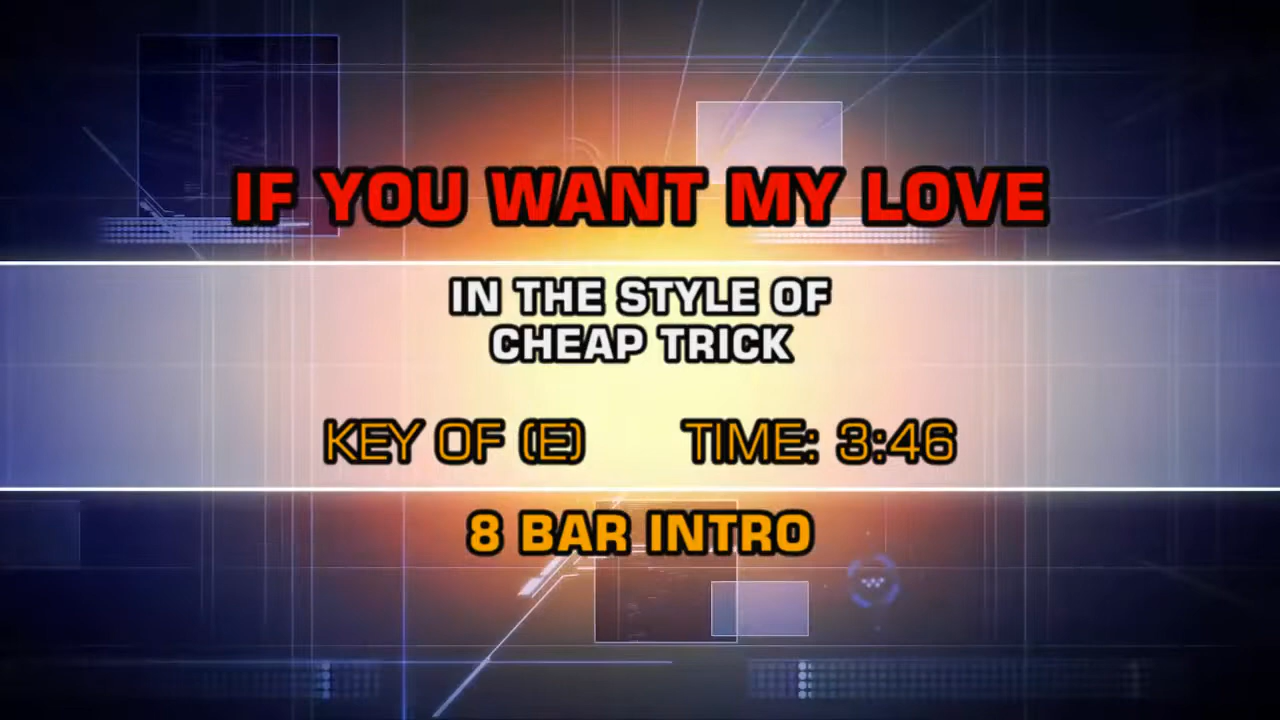 IF YOU WANT MY LOVE
IN THE STYLE OF
CHEAP TRICK
KEY OF (E) TIME: 3:46
8 BAR INTRO